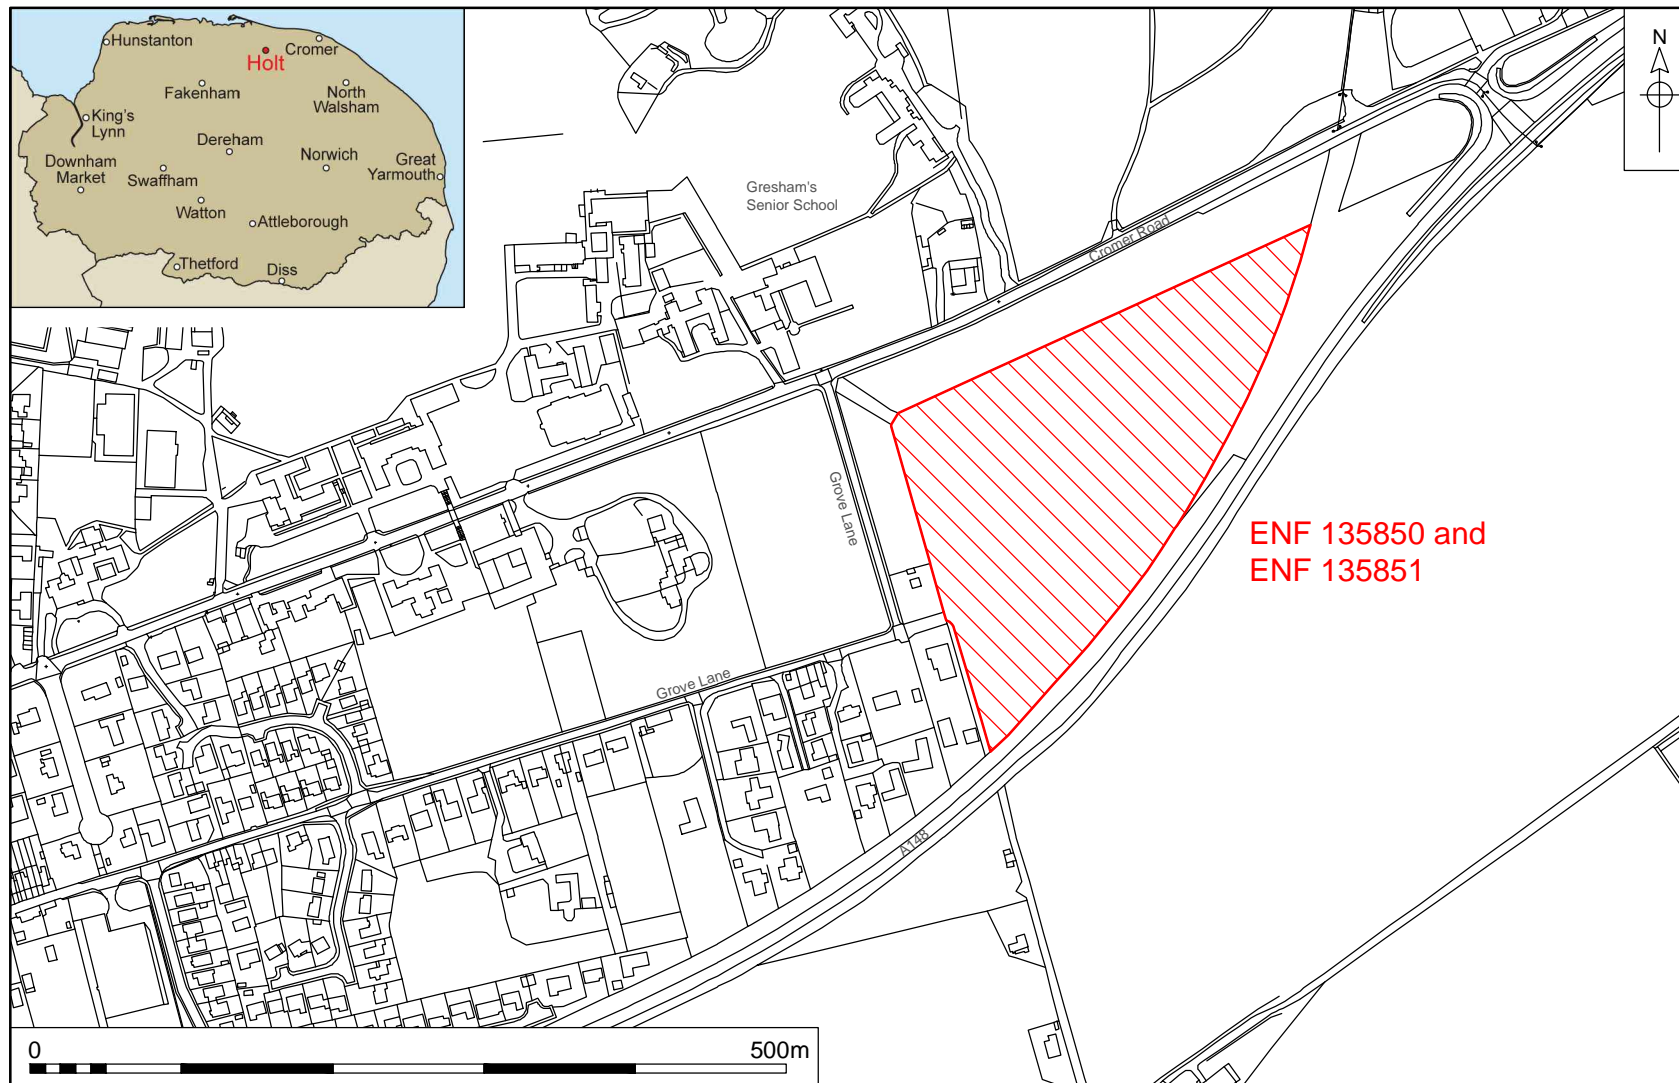 Hunstanton
Cromer
Holt
Fakenham
North
Walsham
King's
Lynn
Dereham
Downham
Market
Swaffham
Norwich
Great
Yarmouth
Watton
Attleborough
Thetford
Diss
N
Gresham's
Senior School
Cromer Road
Grove Lane
Grove Lane
ENF 135850 and
ENF 135851
A148
0
500m